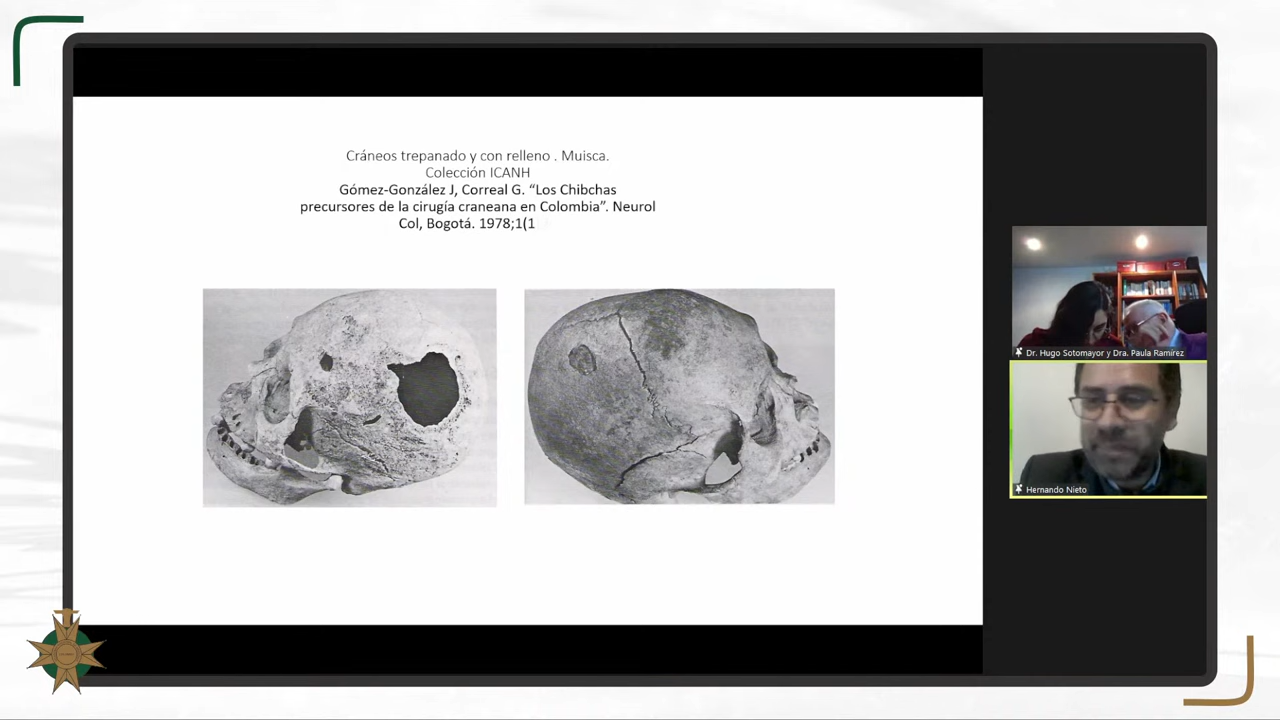 Cráneos trepanado y con relleno . Muisca.
Colección ICANH
Gómez-González J, Correal G. “Los Chibchas
precursores de la cirugía craneana en Colombia”. Neurol
Col, Bogotá. 1978;1(1
Dr. Hugo Sotomayor y Dra. Paula Ramírez
Hernando Nieto